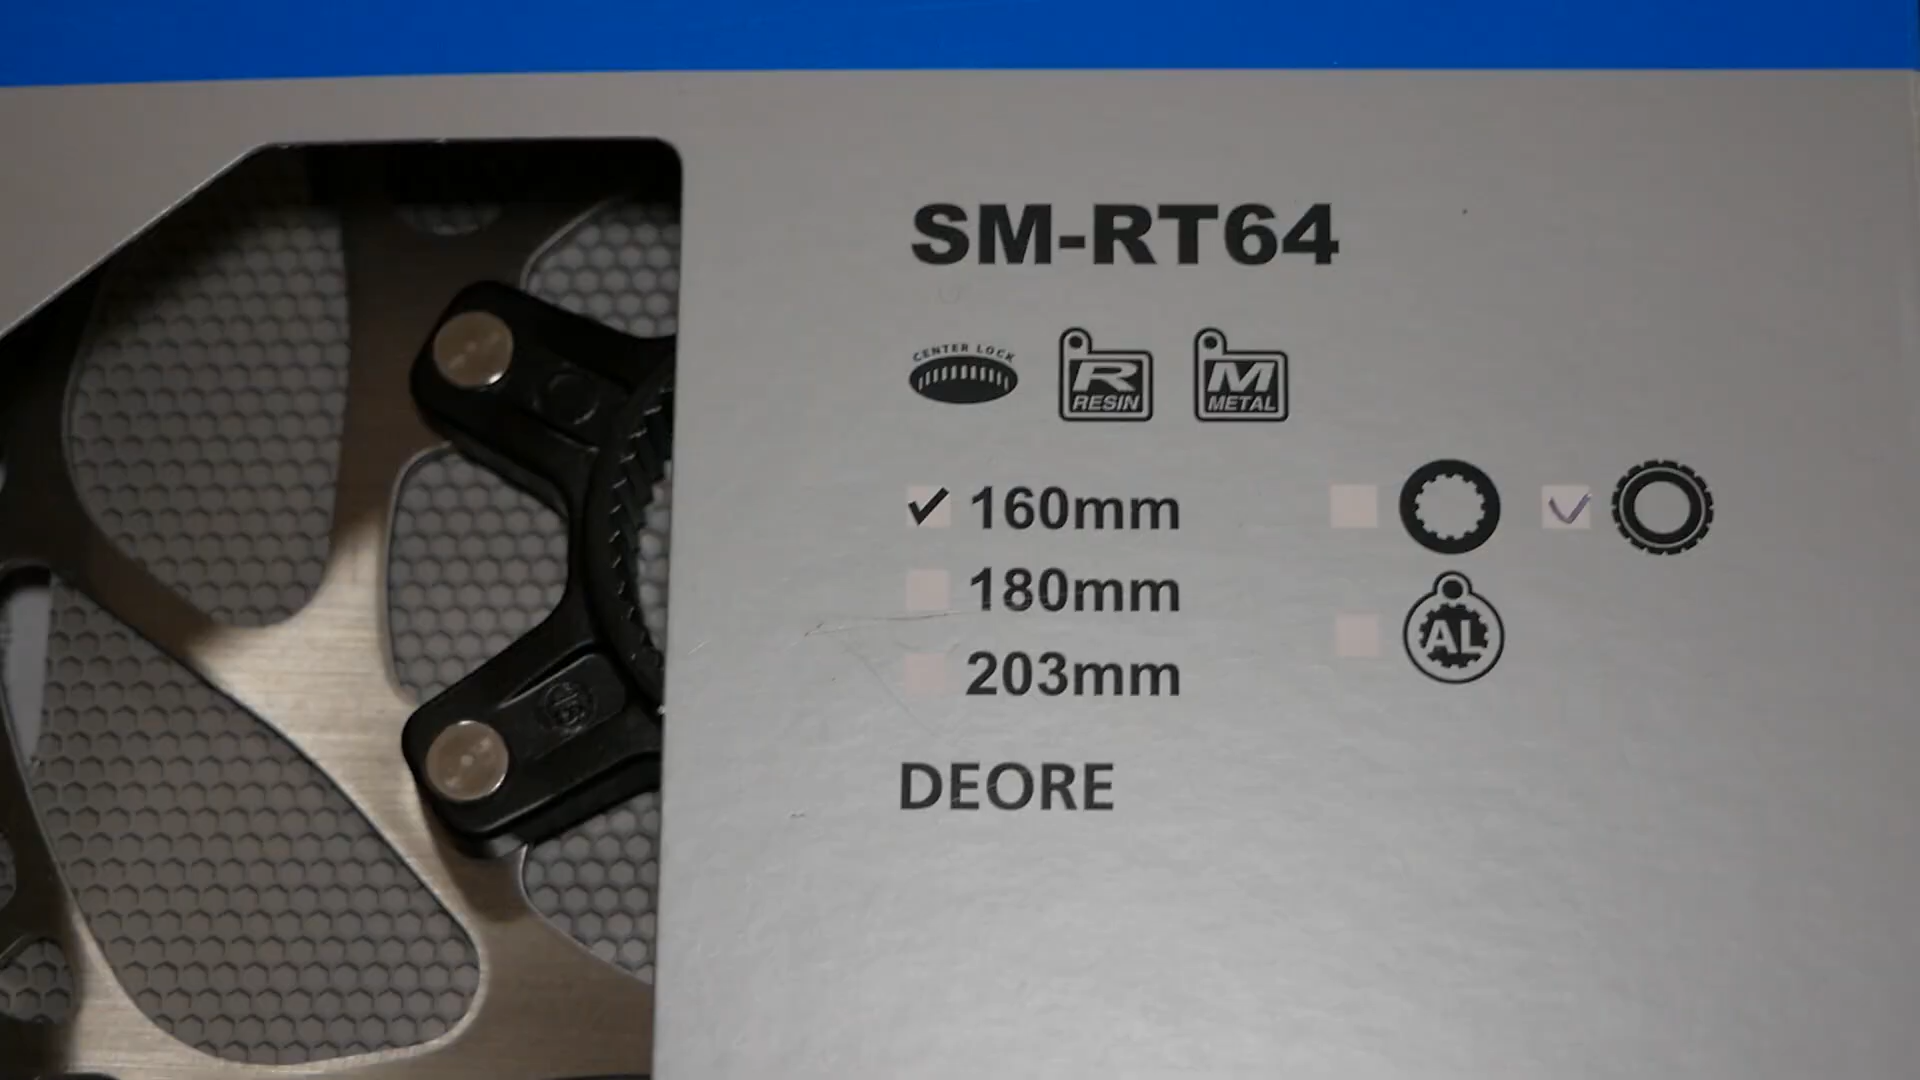 SM-RT64
CENTER LOCK
R
RESIN
M
METAL
160mm
180mm
AL
203mm
DEORE